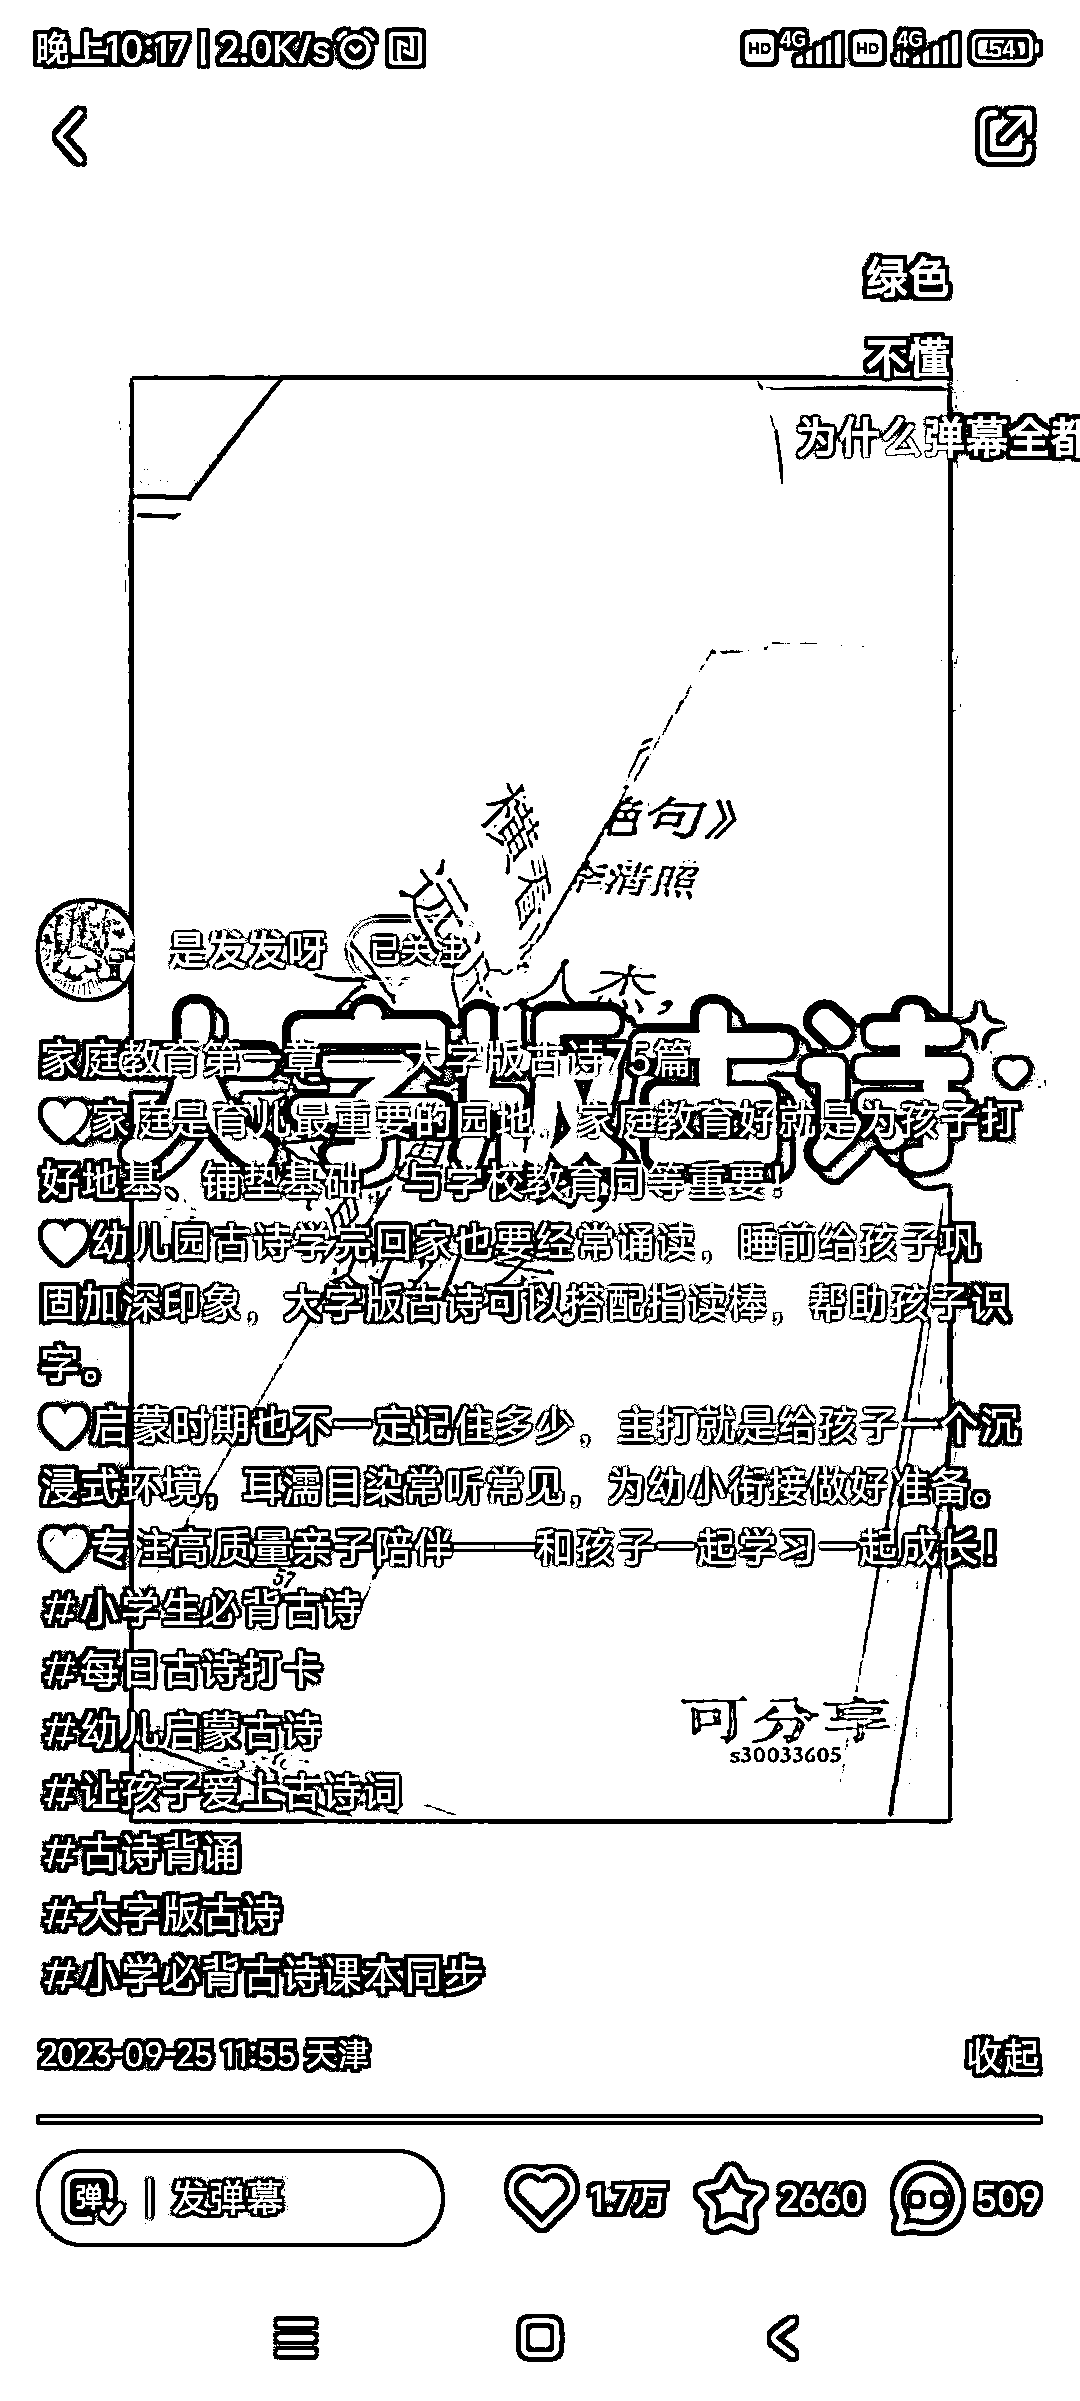 晚上10:17 | 2.0K/s
HD 4G HD 4G 54
绿色
不懂
为什么弹幕全都
绝句》
李清照
横看
人杰，
是发发呀 已关注
大字版古诗
家庭教育第一章——大字版古诗75篇
家庭是育儿最重要的园地，家庭教育好就是为孩子打
好地基、铺垫基础，与学校教育同等重要！
幼儿园古诗学完回家也要经常诵读，睡前给孩子巩
固加深印象，大字版古诗可以搭配指读棒，帮助孩子识
字。
启蒙时期也不一定记住多少，主打就是给孩子一个沉
浸式环境，耳濡目染常听常见，为幼小衔接做好准备。
专注高质量亲子陪伴——和孩子一起学习一起成长！
57
#小学生必背古诗
#每日古诗打卡
#幼儿启蒙古诗
可分享
s30033605
#让孩子爱上古诗词
#古诗背诵
#大字版古诗
#小学必背古诗课本同步
2023-09-25 11:55 天津 收起
弹 | 发弹幕 1.7万 2660 509